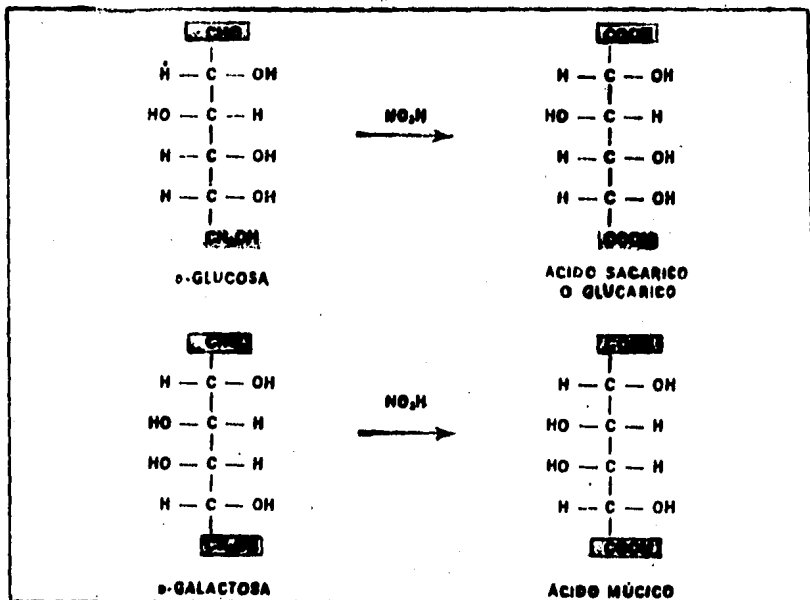 CHO COOH
H — C — OH H — C — OH
HO — C — H NO₃H HO — C — H
H — C — OH H — C — OH
H — C — OH H — C — OH
CH₂OH COOH
D-GLUCOSA ACIDO SACARICO
O GLUCARICO
H — C — OH H — C — OH
HO — C — H NO₃H HO — C — H
HO — C — H HO — C — H
H — C — OH H — C — OH
COOH
D-GALACTOSA ÁCIDO MÚCICO